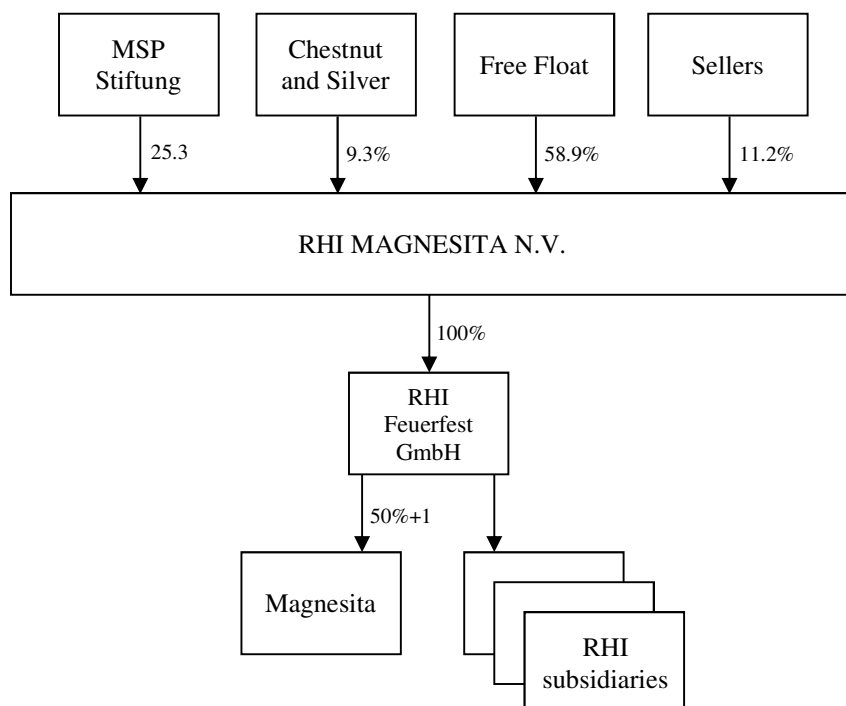 MSP
Stiftung
Chestnut
and Silver
Free Float
Sellers
25.3
9.3%
58.9%
11.2%
RHI MAGNESITA N.V.
100%
RHI
Feuerfest
GmbH
50%+1
Magnesita
RHI
subsidiaries